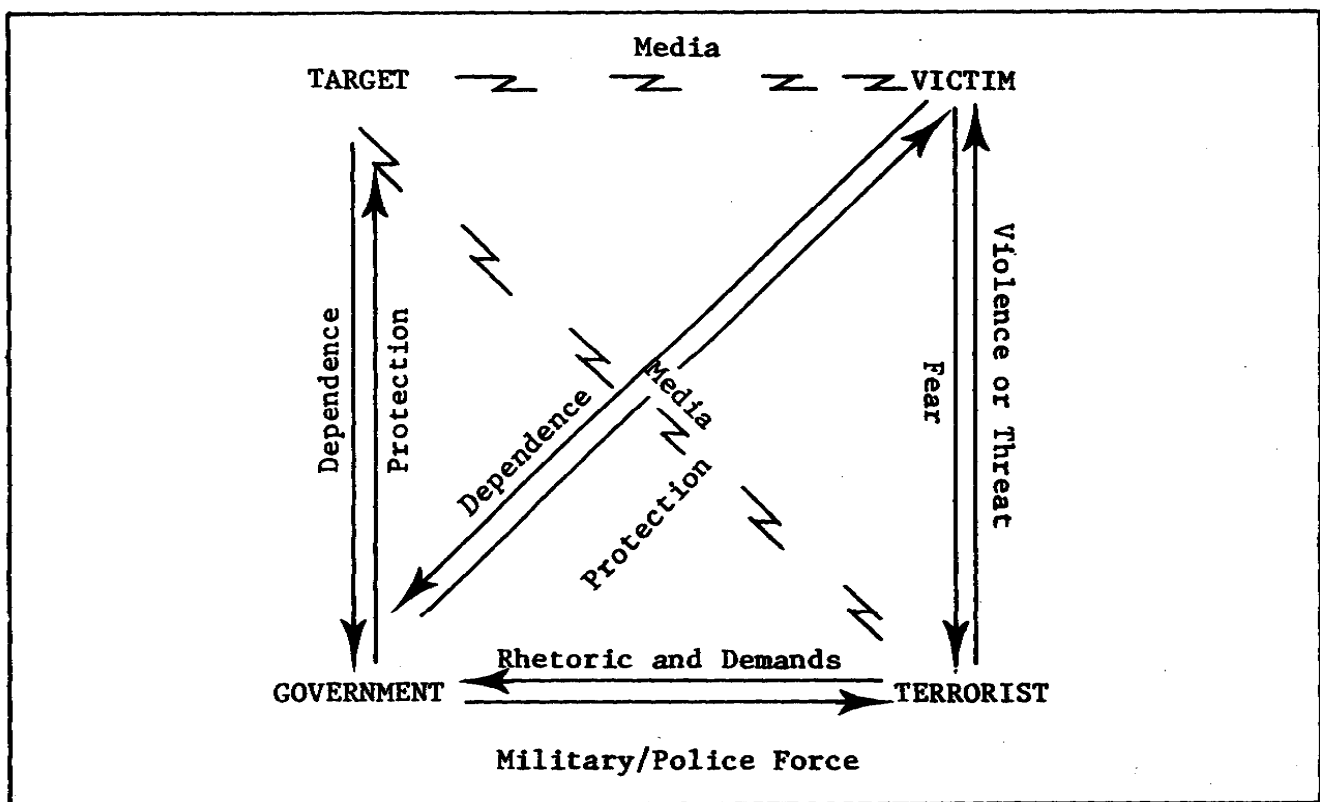 Media
TARGET
VICTIM
Dependence
Protection
Dependence
Media
Protection
Fear
Violence or Threat
Rhetoric and Demands
GOVERNMENT
TERRORIST
Military/Police Force